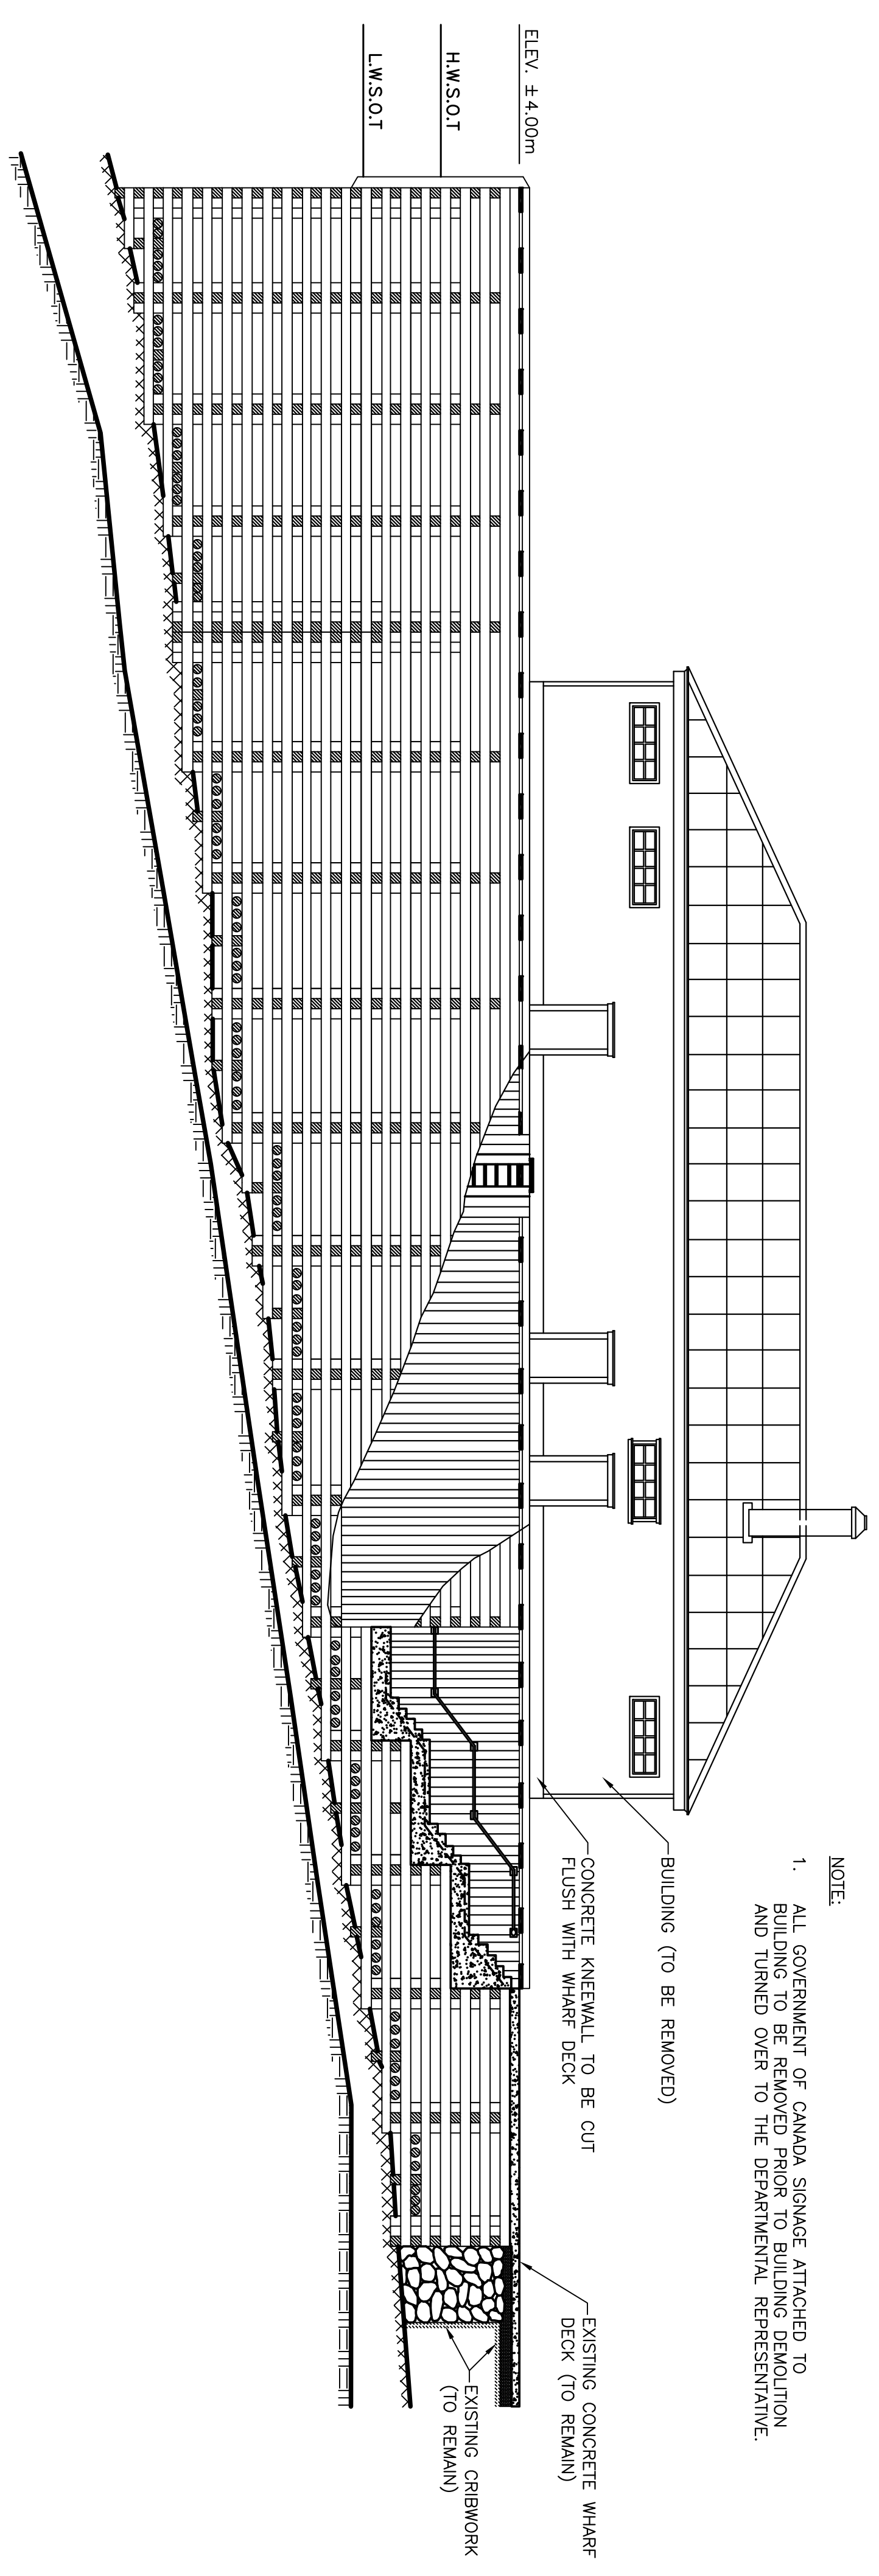 ELEV. ±4.00m
H.W.S.O.T
L.W.S.O.T
NOTE:
1. ALL GOVERNMENT OF CANADA SIGNAGE ATTACHED TO
BUILDING TO BE REMOVED PRIOR TO BUILDING DEMOLITION
AND TURNED OVER TO THE DEPARTMENTAL REPRESENTATIVE.
BUILDING (TO BE REMOVED)
CONCRETE KNEEWALL TO BE CUT
FLUSH WITH WHARF DECK
EXISTING CONCRETE WHARF
DECK (TO REMAIN)
EXISTING CRIBWORK
(TO REMAIN)